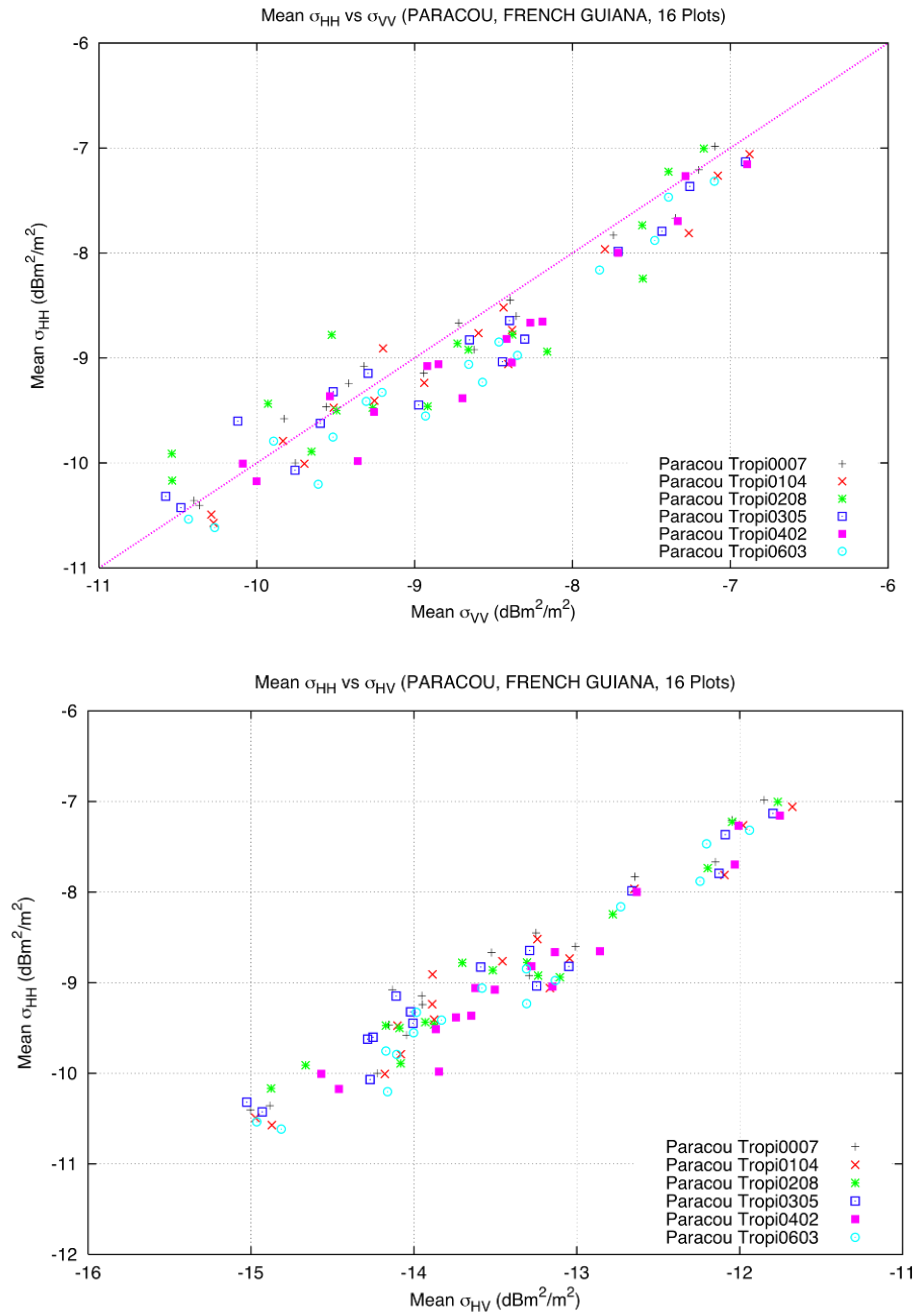 Mean σHH vs σVV (PARACOU, FRENCH GUIANA, 16 Plots)
-6
-7
-8
-9
-10
-11
Mean σHH (dBm²/m²)
Paracou Tropi0007
Paracou Tropi0104
Paracou Tropi0208
Paracou Tropi0305
Paracou Tropi0402
Paracou Tropi0603
-11 -10 -9 -8 -7 -6
Mean σVV (dBm²/m²)
Mean σHH vs σHV (PARACOU, FRENCH GUIANA, 16 Plots)
-6
-7
-8
-9
-10
-11
-12
Mean σHH (dBm²/m²)
Paracou Tropi0007
Paracou Tropi0104
Paracou Tropi0208
Paracou Tropi0305
Paracou Tropi0402
Paracou Tropi0603
-16 -15 -14 -13 -12 -11
Mean σHV (dBm²/m²)